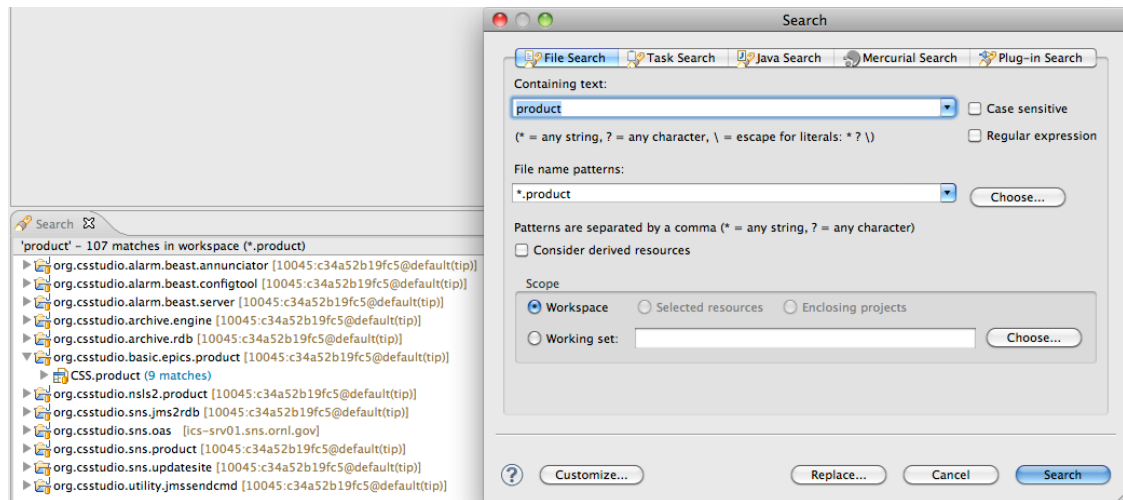 Search
File Search
Task Search
Java Search
Mercurial Search
Plug-in Search
Containing text:
product
Case sensitive
(* = any string, ? = any character, \ = escape for literals: * ? \)
Regular expression
File name patterns:
*.product
Choose...
Patterns are separated by a comma (* = any string, ? = any character)
Consider derived resources
Scope
Workspace
Selected resources
Enclosing projects
Working set:
Choose...
?
Customize...
Replace...
Cancel
Search
Search
'product' – 107 matches in workspace (*.product)
org.csstudio.alarm.beast.annunciator [10045:c34a52b19fc5@default(tip)]
org.csstudio.alarm.beast.configtool [10045:c34a52b19fc5@default(tip)]
org.csstudio.alarm.beast.server [10045:c34a52b19fc5@default(tip)]
org.csstudio.archive.engine [10045:c34a52b19fc5@default(tip)]
org.csstudio.archive.rdb [10045:c34a52b19fc5@default(tip)]
org.csstudio.basic.epics.product [10045:c34a52b19fc5@default(tip)]
CSS.product (9 matches)
org.csstudio.nsls2.product [10045:c34a52b19fc5@default(tip)]
org.csstudio.sns.jms2rdb [10045:c34a52b19fc5@default(tip)]
org.csstudio.sns.oas [ics-srv01.sns.ornl.gov]
org.csstudio.sns.product [10045:c34a52b19fc5@default(tip)]
org.csstudio.sns.updatesite [10045:c34a52b19fc5@default(tip)]
org.csstudio.utility.jmssendcmd [10045:c34a52b19fc5@default(tip)]